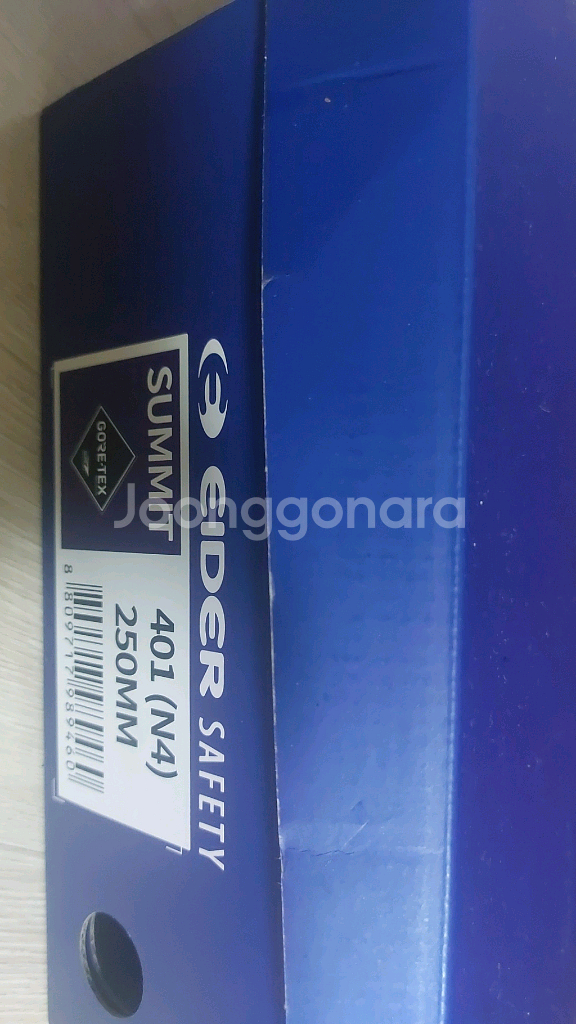 EIDER SAFETY
SUMMIT
GORE-TEX
401 (N4)
250MM
8 809717 989460
Joonggonara